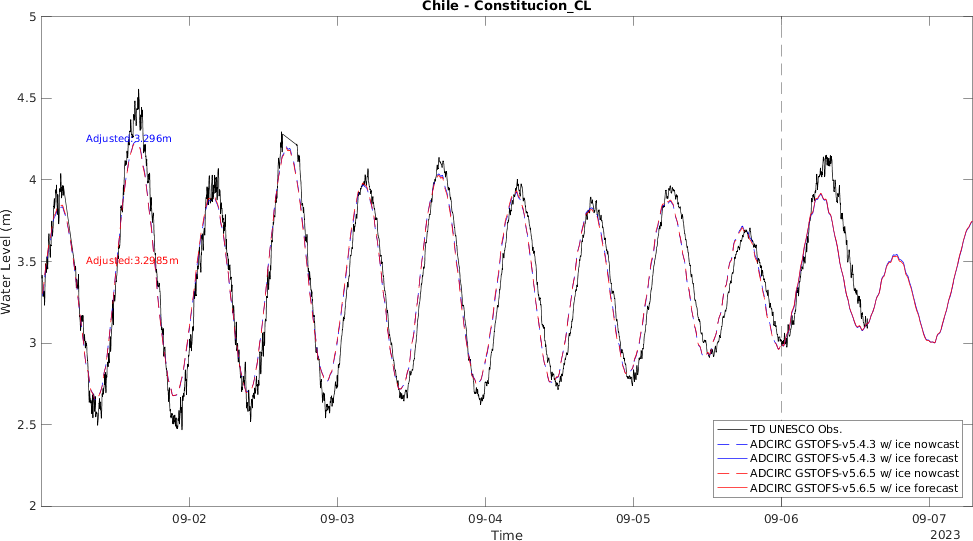 Chile - Constitucion_CL
5
4.5
4
3.5
3
2.5
2
Water Level (m)
Adjusted:3.296m
Adjusted:3.2985m
TD UNESCO Obs.
ADCIRC GSTOFS-v5.4.3 w/ ice nowcast
ADCIRC GSTOFS-v5.4.3 w/ ice forecast
ADCIRC GSTOFS-v5.6.5 w/ ice nowcast
ADCIRC GSTOFS-v5.6.5 w/ ice forecast
09-02 09-03 09-04 09-05 09-06 09-07
Time
2023